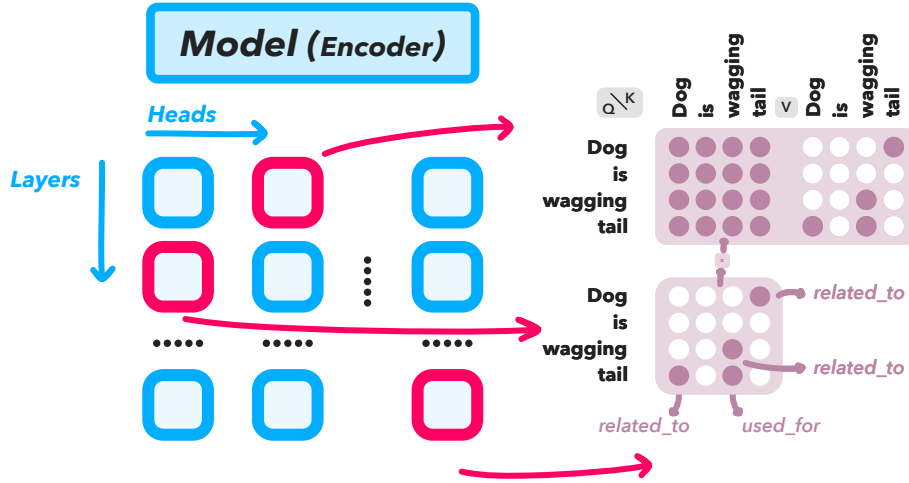 Model (Encoder)
Heads
Layers
Q\K
Dog is wagging tail
V
Dog is wagging tail
Dog
is
wagging
tail
Dog
is
wagging
tail
related_to
related_to
related_to
used_for